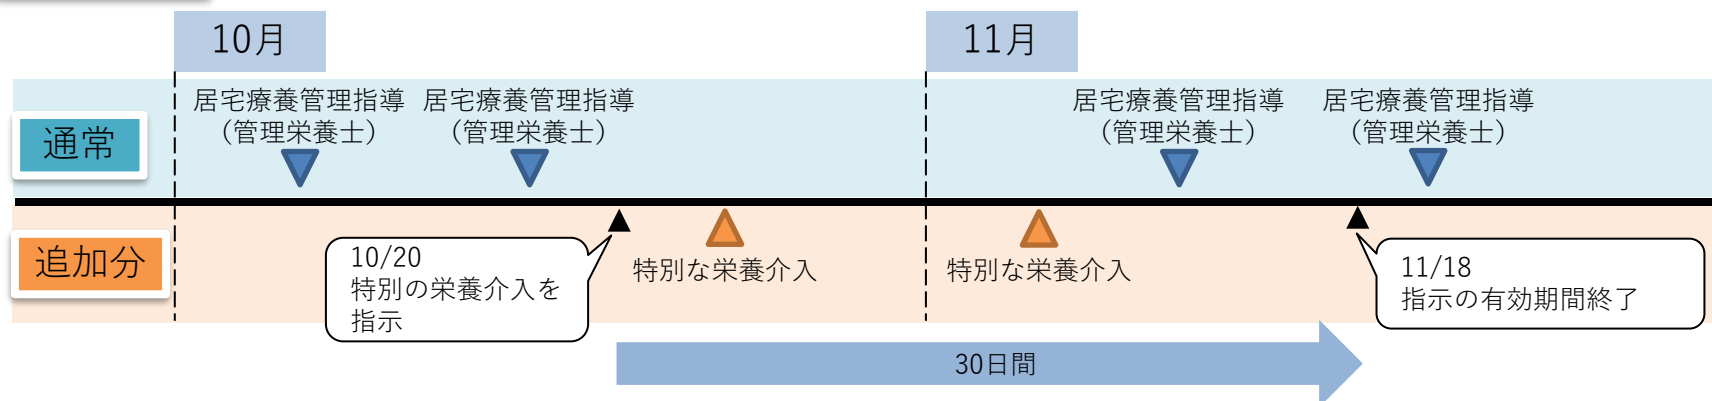 10月
11月
通常
居宅療養管理指導
（管理栄養士）
居宅療養管理指導
（管理栄養士）
居宅療養管理指導
（管理栄養士）
居宅療養管理指導
（管理栄養士）
追加分
10/20
特別の栄養介入を
指示
特別な栄養介入
特別な栄養介入
11/18
指示の有効期間終了
30日間